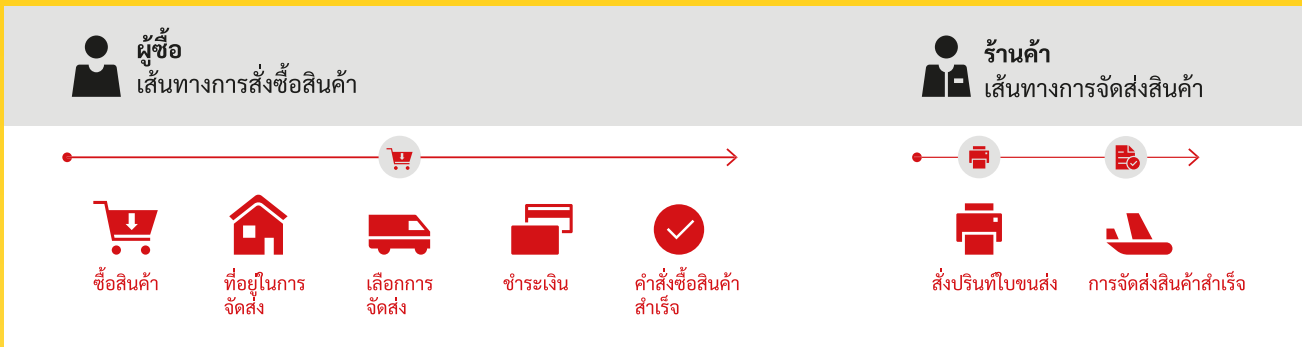 ผู้ซื้อ
เส้นทางการสั่งซื้อสินค้า
ร้านค้า
เส้นทางการจัดส่งสินค้า
ซื้อสินค้า
ที่อยู่ในการ
จัดส่ง
เลือกการ
จัดส่ง
ชำระเงิน
คำสั่งซื้อสินค้า
สำเร็จ
สั่งปรินท์ใบขนส่ง
การจัดส่งสินค้าสำเร็จ